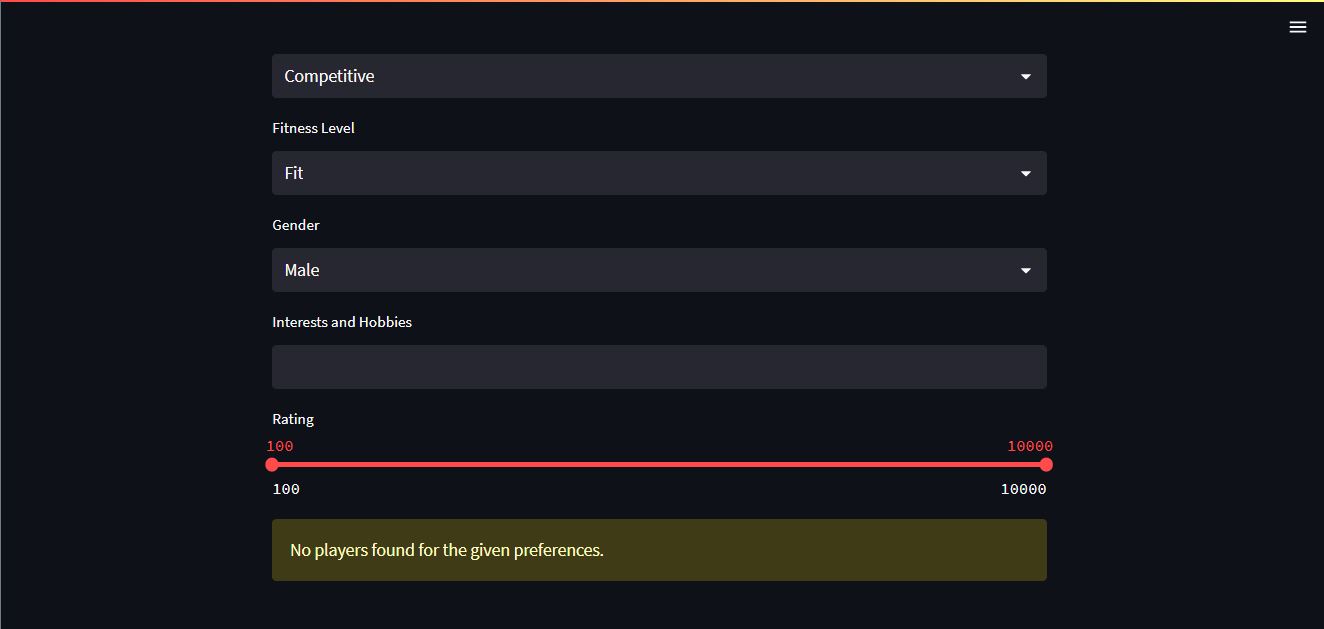 Competitive
Fitness Level
Fit
Gender
Male
Interests and Hobbies
Rating
100 10000
100 10000
No players found for the given preferences.